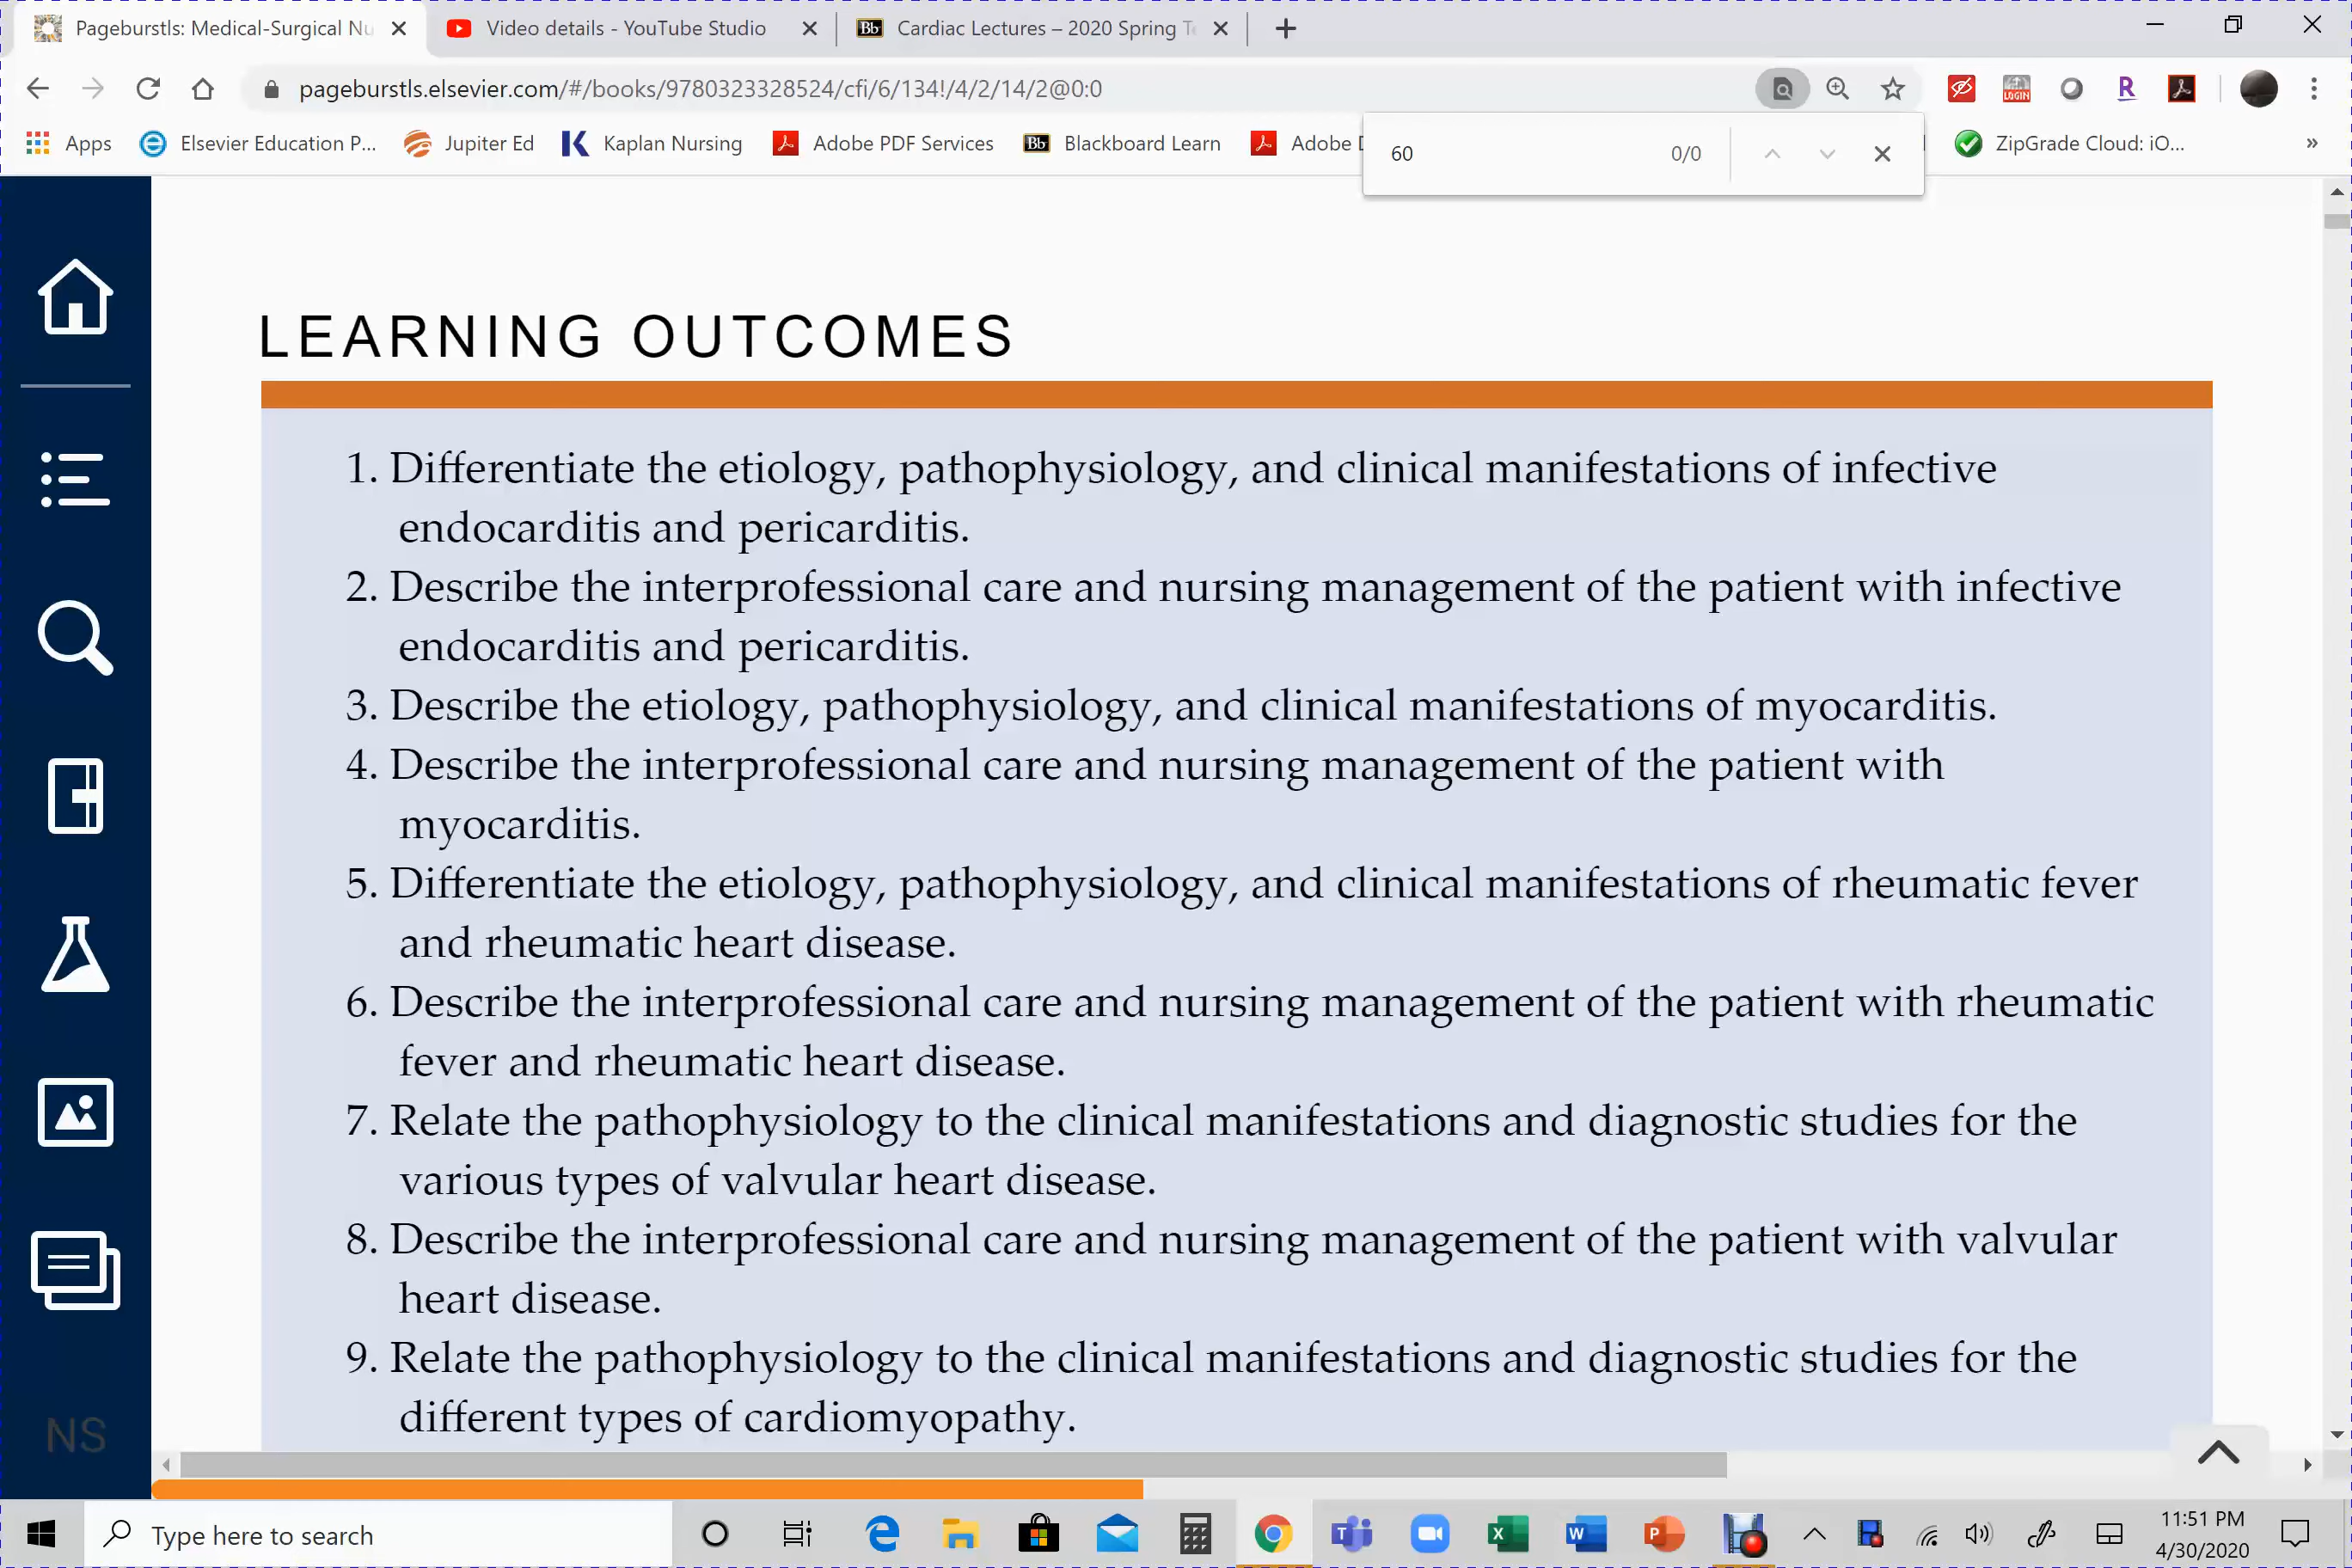 Pageburstls: Medical-Surgical Nu
Video details - YouTube Studio
Bb Cardiac Lectures – 2020 Spring Te
pageburstls.elsevier.com/#/books/9780323328524/cfi/6/134!/4/2/14/2@0:0
LOGIN
R
Apps
Elsevier Education P...
Jupiter Ed
Kaplan Nursing
Adobe PDF Services
Bb Blackboard Learn
Adobe D
ZipGrade Cloud: iO...
»
60
0/0
LEARNING OUTCOMES
1. Differentiate the etiology, pathophysiology, and clinical manifestations of infective
endocarditis and pericarditis.
2. Describe the interprofessional care and nursing management of the patient with infective
endocarditis and pericarditis.
3. Describe the etiology, pathophysiology, and clinical manifestations of myocarditis.
4. Describe the interprofessional care and nursing management of the patient with
myocarditis.
5. Differentiate the etiology, pathophysiology, and clinical manifestations of rheumatic fever
and rheumatic heart disease.
6. Describe the interprofessional care and nursing management of the patient with rheumatic
fever and rheumatic heart disease.
7. Relate the pathophysiology to the clinical manifestations and diagnostic studies for the
various types of valvular heart disease.
8. Describe the interprofessional care and nursing management of the patient with valvular
heart disease.
9. Relate the pathophysiology to the clinical manifestations and diagnostic studies for the
different types of cardiomyopathy.
NS
Type here to search
11:51 PM
4/30/2020